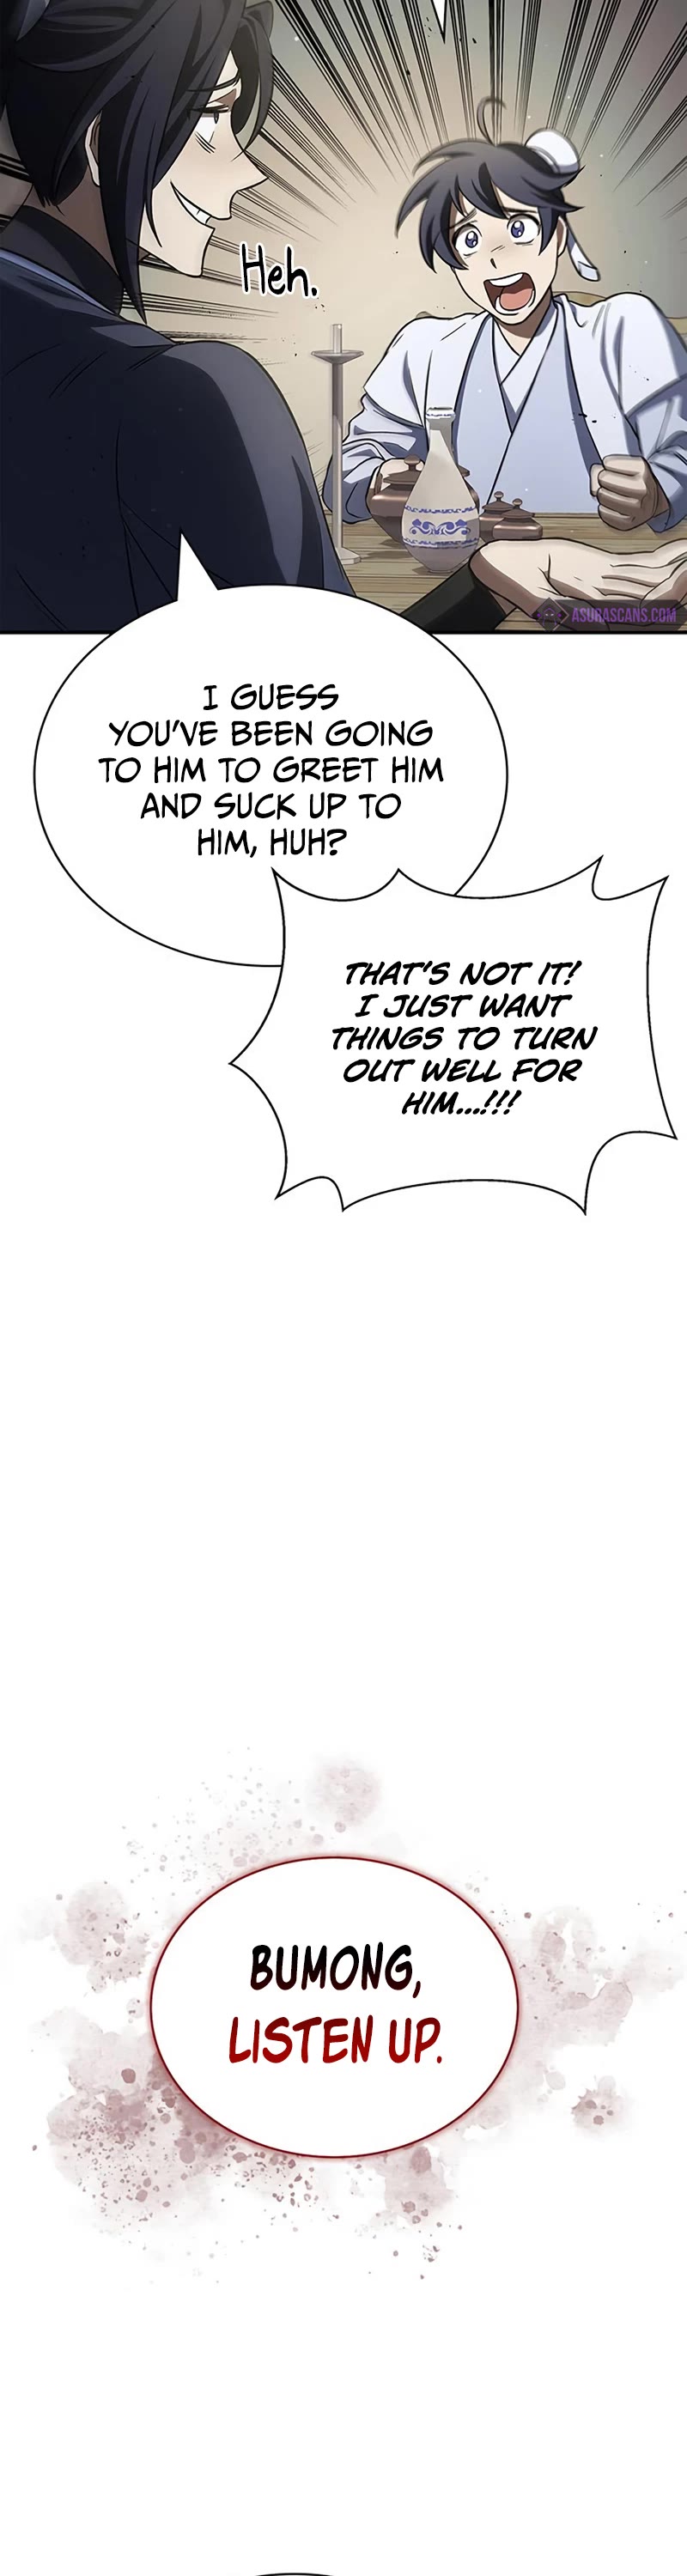 Heh.
ASURASCANS.COM
I GUESS
YOU'VE BEEN GOING
TO HIM TO GREET HIM
AND SUCK UP TO
HIM, HUH?
THAT'S NOT IT!
I JUST WANT
THINGS TO TURN
OUT WELL FOR
HIM...!!!
BUMONG,
LISTEN UP.